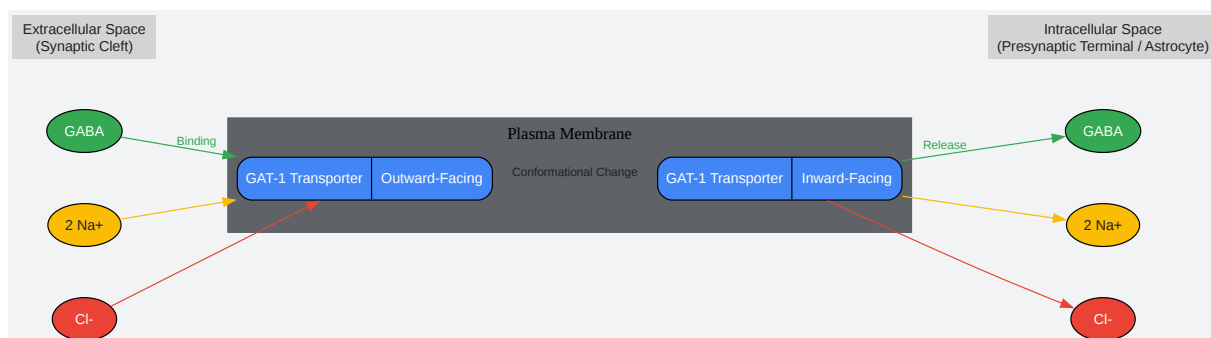 Extracellular Space
(Synaptic Cleft)
Intracellular Space
(Presynaptic Terminal / Astrocyte)
GABA
Binding
Plasma Membrane
GAT-1 Transporter
Outward-Facing
Conformational Change
GAT-1 Transporter
Inward-Facing
Release
GABA
2 Na+
2 Na+
Cl-
Cl-